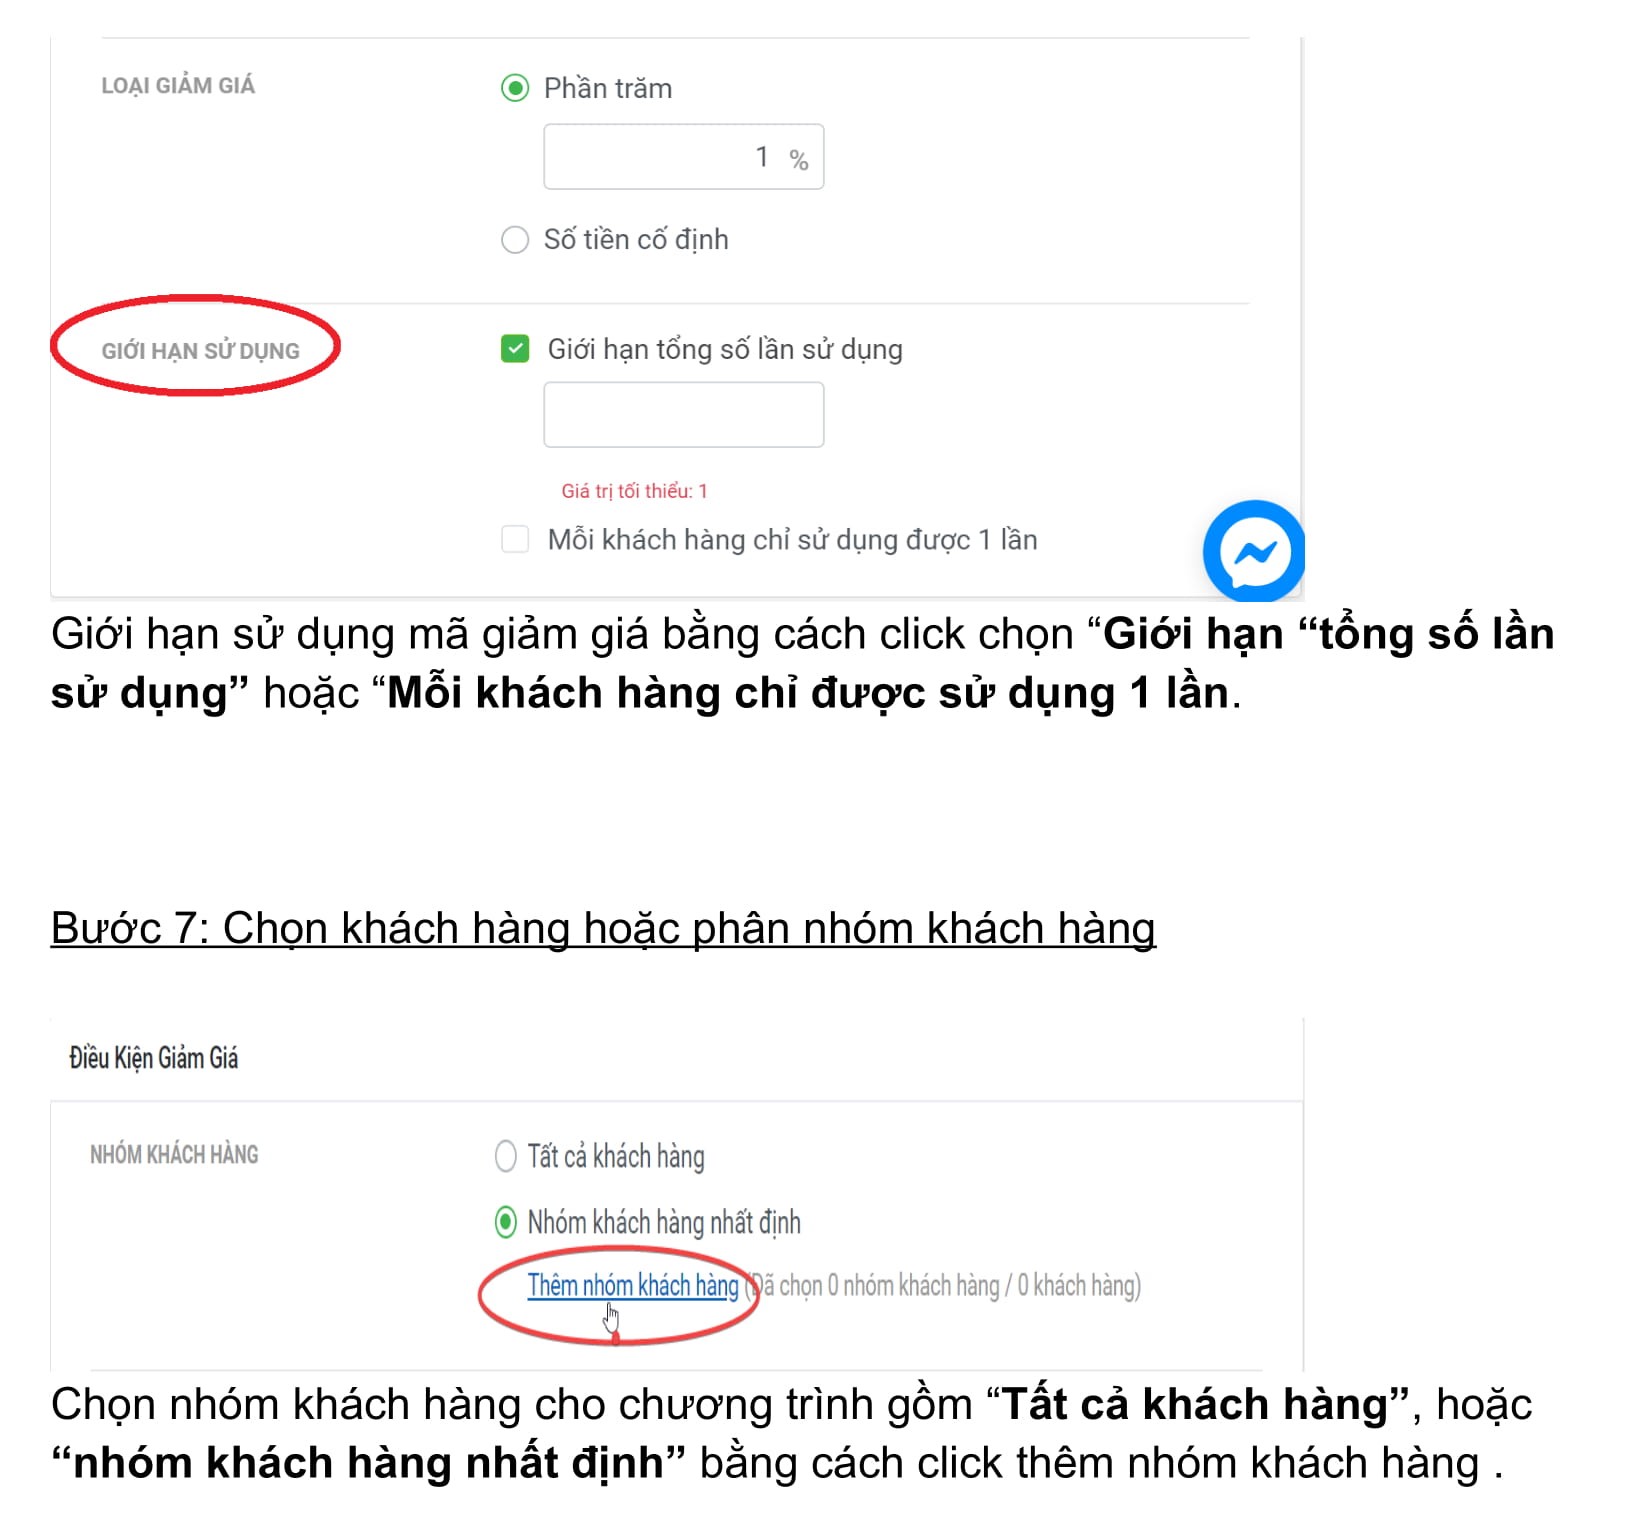 LOẠI GIẢM GIÁ
Phần trăm
1 %
Số tiền cố định
GIỚI HẠN SỬ DỤNG
Giới hạn tổng số lần sử dụng
Giá trị tối thiểu: 1
Mỗi khách hàng chỉ sử dụng được 1 lần
Giới hạn sử dụng mã giảm giá bằng cách click chọn “Giới hạn “tổng số lần
sử dụng” hoặc “Mỗi khách hàng chỉ được sử dụng 1 lần.
Bước 7: Chọn khách hàng hoặc phân nhóm khách hàng
Điều Kiện Giảm Giá
NHÓM KHÁCH HÀNG
Tất cả khách hàng
Nhóm khách hàng nhất định
Thêm nhóm khách hàng (Đã chọn 0 nhóm khách hàng / 0 khách hàng)
Chọn nhóm khách hàng cho chương trình gồm “Tất cả khách hàng”, hoặc
“nhóm khách hàng nhất định” bằng cách click thêm nhóm khách hàng .